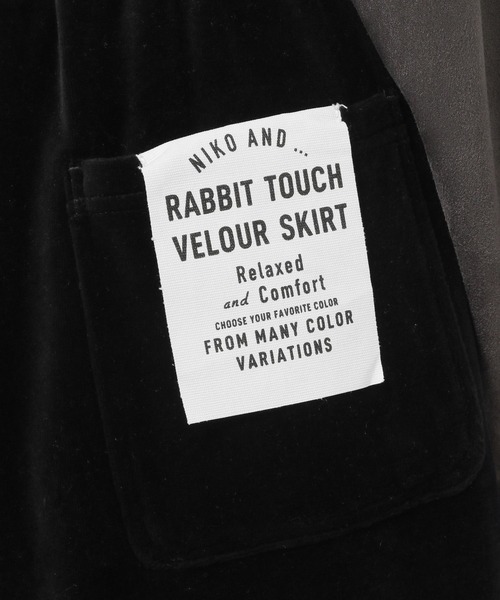 NIKO AND ...
RABBIT TOUCH
VELOUR SKIRT
Relaxed
and Comfort
CHOOSE YOUR FAVORITE COLOR
FROM MANY COLOR
VARIATIONS